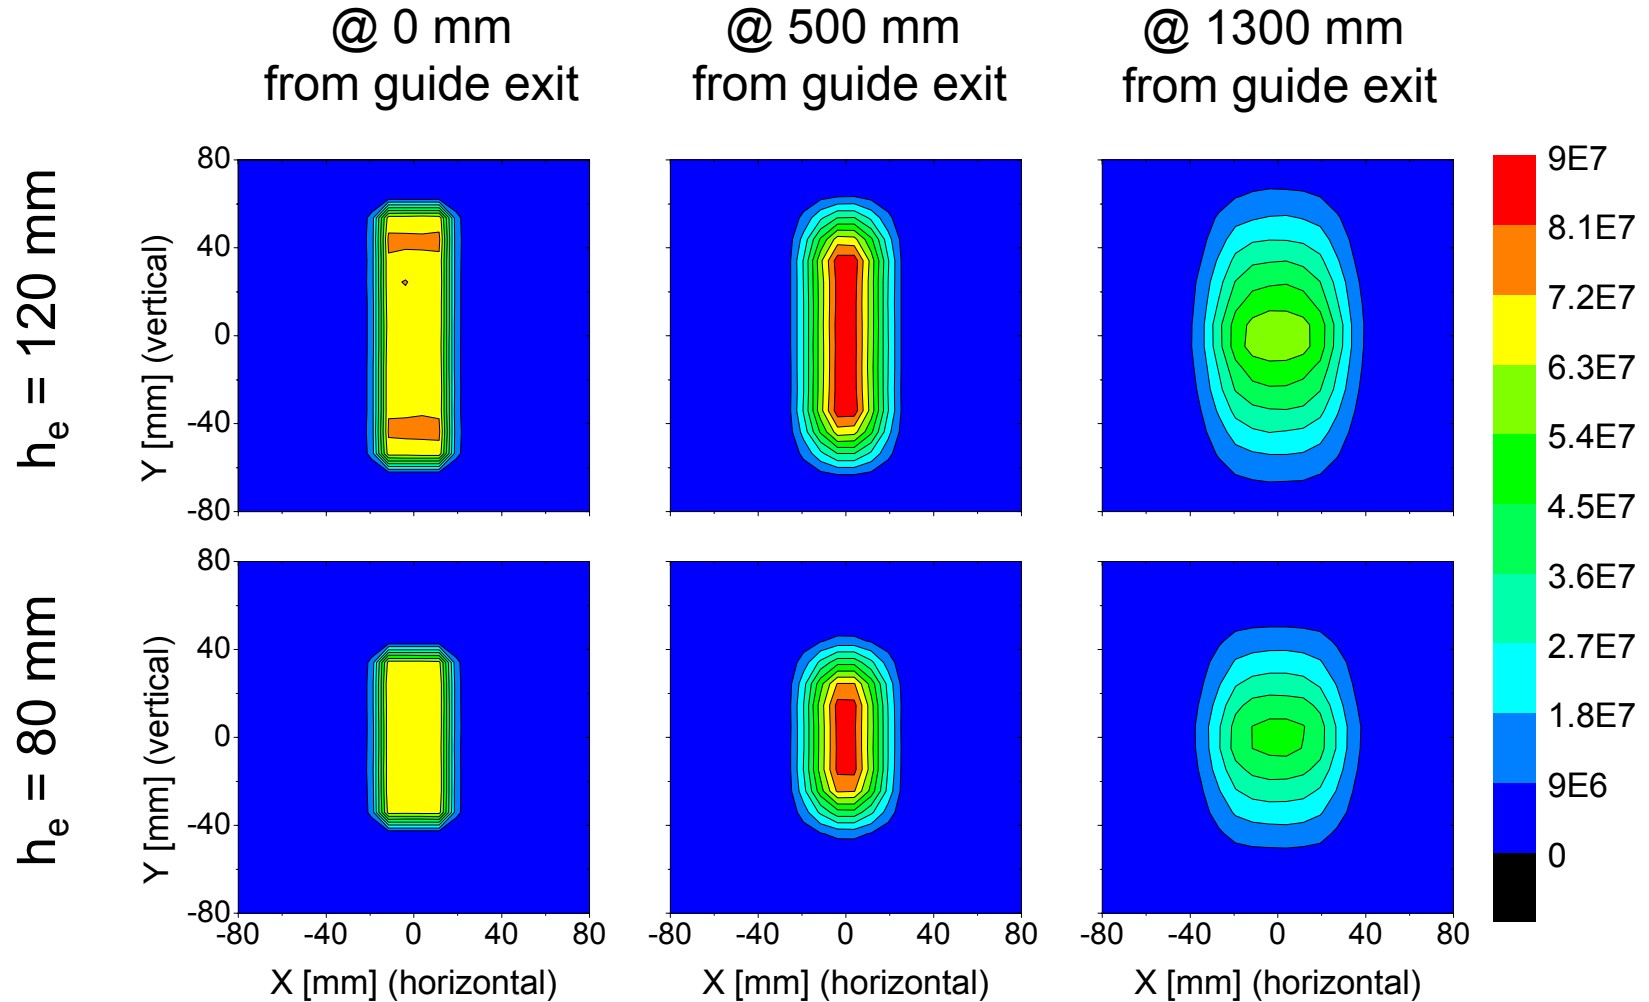 @ 0 mm
from guide exit
@ 500 mm
from guide exit
@ 1300 mm
from guide exit
h_e = 120 mm
Y [mm] (vertical)
80
40
0
-40
-80
h_e = 80 mm
Y [mm] (vertical)
80
40
0
-40
-80
-80 -40 0 40 80
X [mm] (horizontal)
-80 -40 0 40 80
X [mm] (horizontal)
-80 -40 0 40 80
X [mm] (horizontal)
9E7
8.1E7
7.2E7
6.3E7
5.4E7
4.5E7
3.6E7
2.7E7
1.8E7
9E6
0